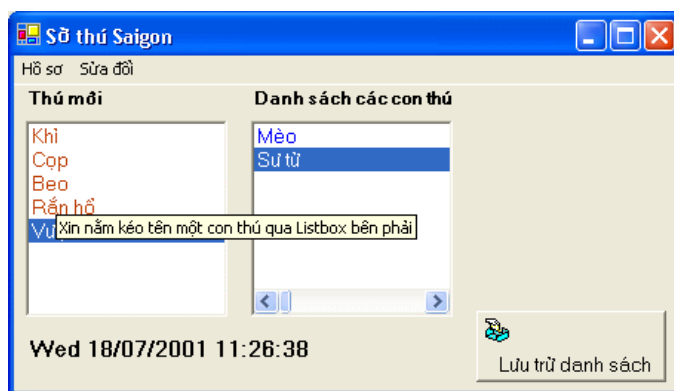 Sỡ thú Saigon
Hồ sơ Sửa đổi
Thú mới Danh sách các con thú
Khỉ Mèo
Cọp Sư tử
Beo
Rắn hổ
Xin nắm kéo tên một con thú qua Listbox bên phải
Wed 18/07/2001 11:26:38
Lưu trử danh sách